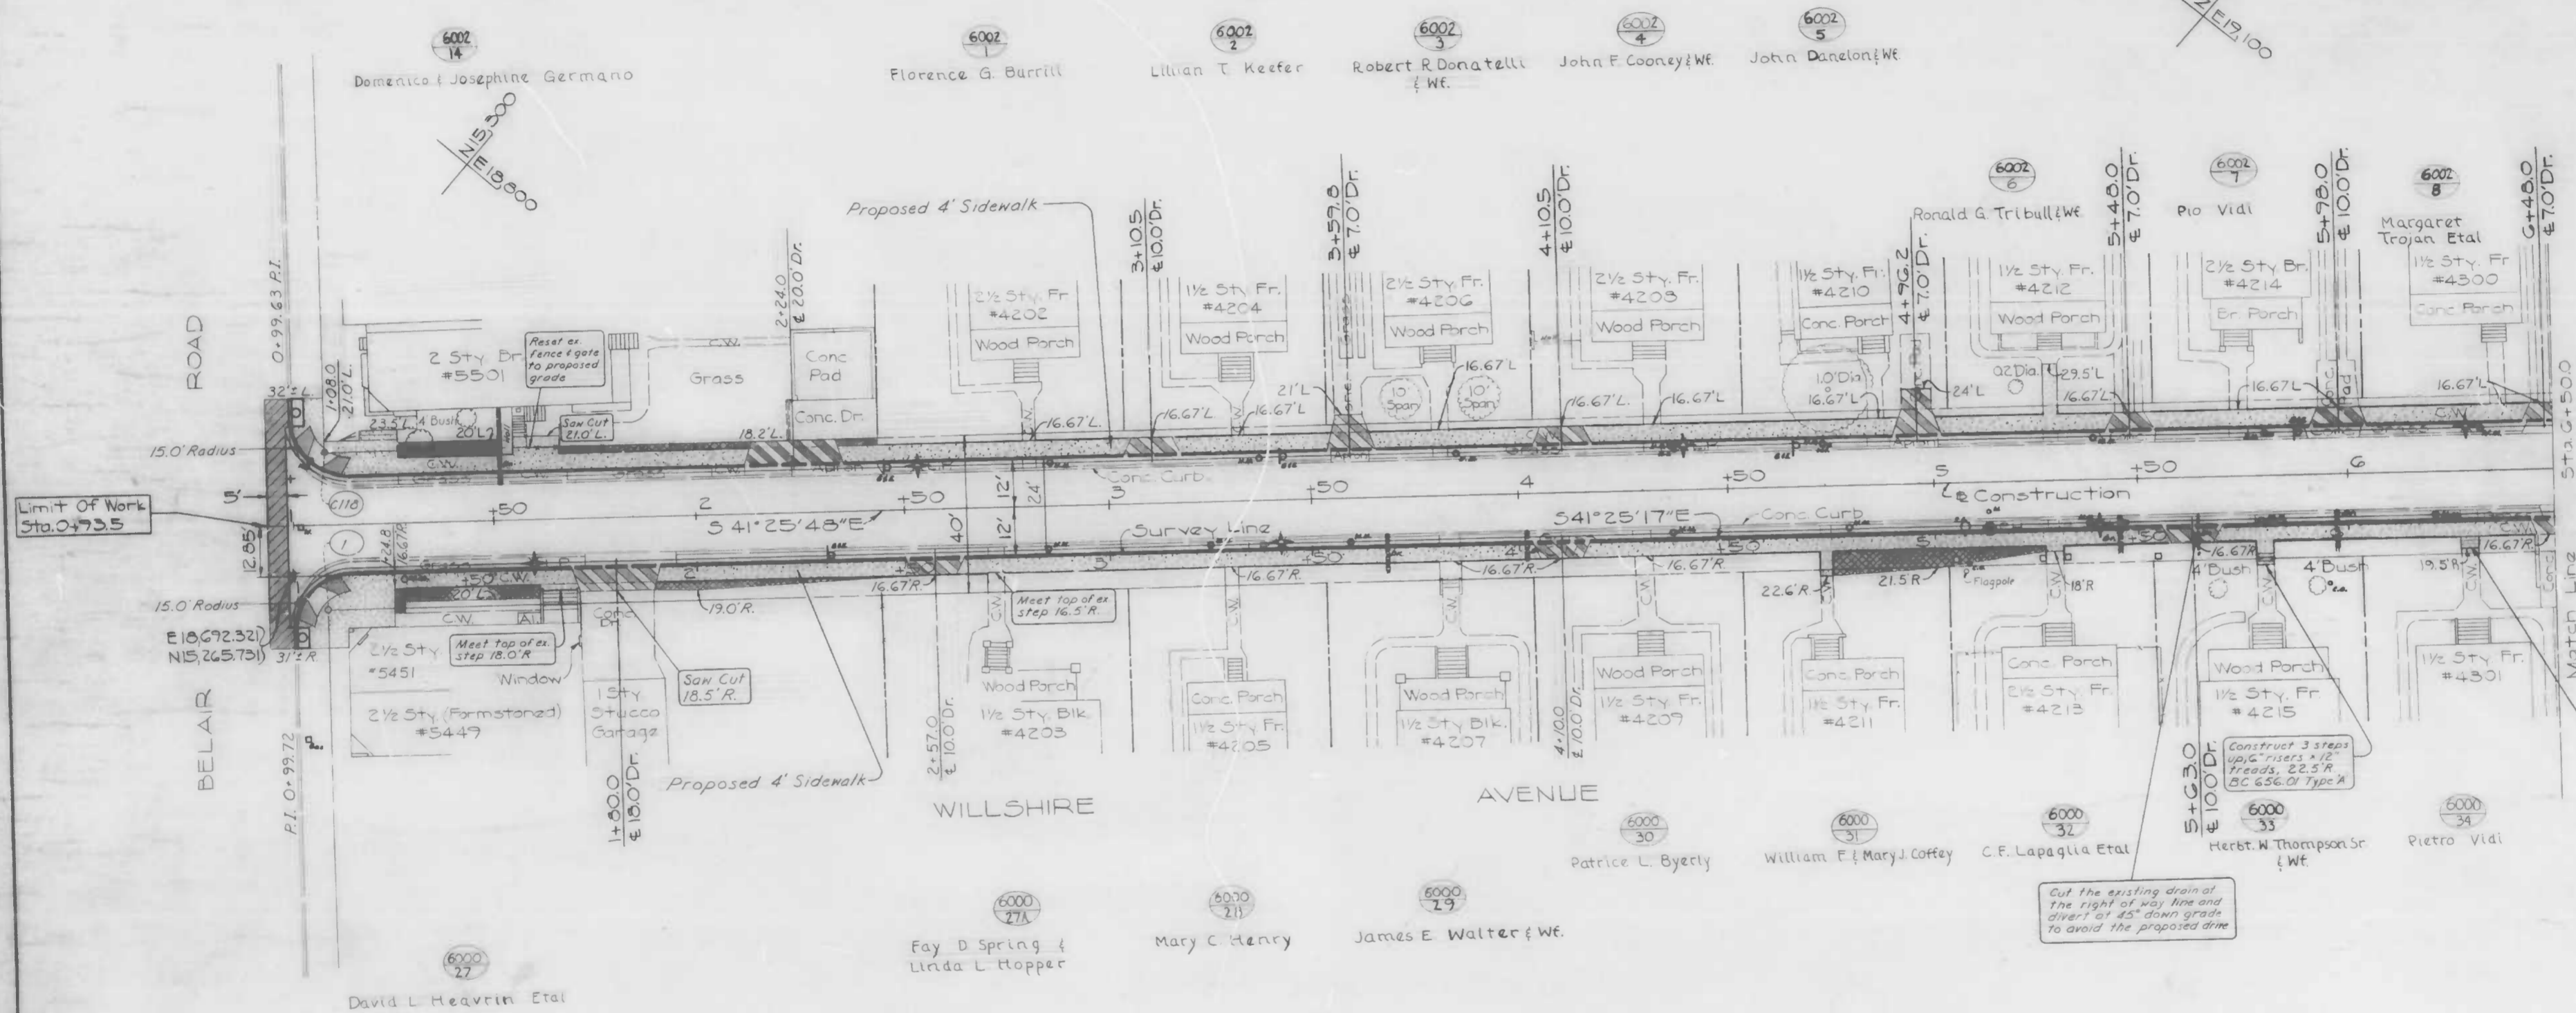 6002
14
Domenico & Josephine Germano
6002
1
Florence G. Burrill
6002
2
Lillian T. Keefer
6002
3
Robert R. Donatelli
& Wf.
6002
4
John F. Cooney & Wf.
6002
5
John Danelon & Wf.
E19,100
N15,300
E18,800
6002
6
Ronald G. Tribull & Wf.
6002
7
Pio Vidi
6002
8
Margaret
Trojan Etal
Proposed 4' Sidewalk
2+24.0
℄ 20.0' Dr.
3+10.5
℄ 10.0' Dr.
3+59.8
℄ 7.0' Dr.
4+10.5
℄ 10.0' Dr.
4+96.2
℄ 7.0' Dr.
5+48.0
℄ 7.0' Dr.
5+98.0
℄ 10.0' Dr.
6+48.0
℄ 7.0' Dr.
ROAD
0+99.63 P.I.
2 Sty Br.
#5501
Reset ex.
fence & gate
to proposed
grade
C.W.
Grass
Conc
Pad
Conc. Dr.
2½ Sty. Fr
#4202
Wood Porch
1½ Sty. Fr.
#4204
Wood Porch
2½ Sty. Fr.
#4206
Wood Porch
2½ Sty. Fr.
#4208
Wood Porch
1½ Sty. Fr.
#4210
Conc. Porch
1½ Sty. Fr.
#4212
Wood Porch
2½ Sty Br.
#4214
Br. Porch
1½ Sty. Fr
#4300
Conc. Porch
32'± L.
1+08.0
21.0' L.
23.5' L.
4 Bush
20' L
Saw Cut
21.0' L.
18.2' L.
16.67' L.
16.67' L.
16.67' L.
21' L
10'
Span
10'
Span
16.67' L
16.67' L.
16.67' L.
1.0' Dia
16.67' L
24' L
0.2 Dia.
29.5' L
16.67' L
16.67' L
Conc.
Pad
16.67' L
15.0' Radius
C.W.
Grass
C.W.
Apron
Conc. Curb
5'
Limit Of Work
Sta. 0+93.5
C118
+50
2
+50
3
+50
4
+50
5
+50
6
℄ Construction
Sta. 6+50.0
Match Line
S 41° 25' 48" E
12'
24'
12'
40'
Survey Line
S41° 25' 17" E
Conc. Curb
12.85'
1+24.8
16.67' R.
15.0' Radius
E18,692.321
N15,265.731
31'± R.
Grass
+50
C.W.
2
3
+50
4
+50
5
+50
20' L
C.W.
A1
Meet top of ex.
step 18.0' R
Window
Saw Cut
18.5' R.
19.0' R.
16.67' R
Meet top of ex
step 16.5' R.
16.67' R.
16.67' R.
16.67' R
22.6' R
21.5 R
Flagpole
18' R
16.67' R
4' Bush
4' Bush
19.5' R
16.67' R
C.W.
C.W.
C.W.
C.W.
C.W.
BELAIR
P.I. 0+99.72
2½ Sty
#5451
2½ Sty (Formstoned)
#5449
1 Sty
Stucco
Garage
1+80.0
℄ 18.0' Dr.
Proposed 4' Sidewalk
2+57.0
℄ 10.0' Dr.
Wood Porch
1½ Sty. Blk.
#4203
Conc. Porch
1½ Sty. Fr.
#4205
Wood Porch
1½ Sty Blk.
#4207
4+10.0
℄ 10.0' Dr.
Wood Porch
1½ Sty. Fr.
#4209
Conc. Porch
1½ Sty. Fr.
#4211
Conc. Porch
2½ Sty. Fr.
#4213
Wood Porch
1½ Sty. Fr
#4215
1½ Sty. Fr.
#4301
5+63.0
℄ 10.0' Dr.
Construct 3 steps
up, 6" risers * 12"
treads, 22.5' R
BC 656.01 Type 'A'
WILLSHIRE
AVENUE
6000
30
Patrice L. Byerly
6000
31
William F. & Mary J. Coffey
6000
32
C.F. Lapaglia Etal
6000
33
Herbt. W. Thompson Sr
& Wf.
6000
34
Pietro Vidi
Cut the existing drain at
the right of way line and
divert at 45° down grade
to avoid the proposed drive
6000
27A
Fay D Spring &
Linda L Hopper
6000
Mary C. Henry
6000
29
James E Walter & Wf.
6000
27
David L Heavrin Etal